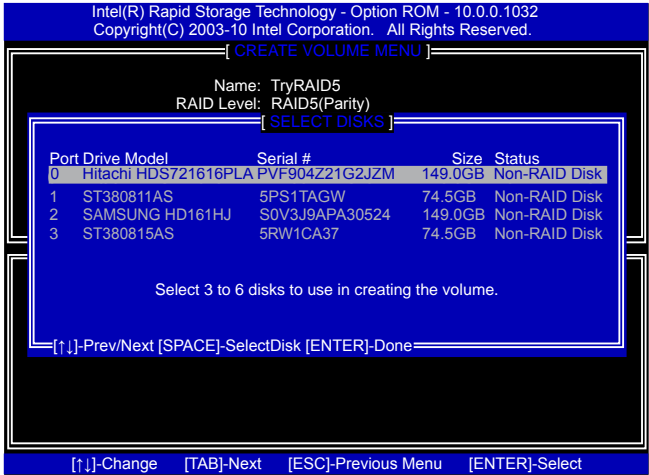 Intel(R) Rapid Storage Technology - Option ROM - 10.0.0.1032
Copyright(C) 2003-10 Intel Corporation. All Rights Reserved.
[ CREATE VOLUME MENU ]
Name: TryRAID5
RAID Level: RAID5(Parity)
[ SELECT DISKS ]
Port Drive Model Serial # Size Status
0 Hitachi HDS721616PLA PVF904Z21G2JZM 149.0GB Non-RAID Disk
1 ST380811AS 5PS1TAGW 74.5GB Non-RAID Disk
2 SAMSUNG HD161HJ S0V3J9APA30524 149.0GB Non-RAID Disk
3 ST380815AS 5RW1CA37 74.5GB Non-RAID Disk
Select 3 to 6 disks to use in creating the volume.
[↑↓]-Prev/Next [SPACE]-SelectDisk [ENTER]-Done
[↑↓]-Change [TAB]-Next [ESC]-Previous Menu [ENTER]-Select